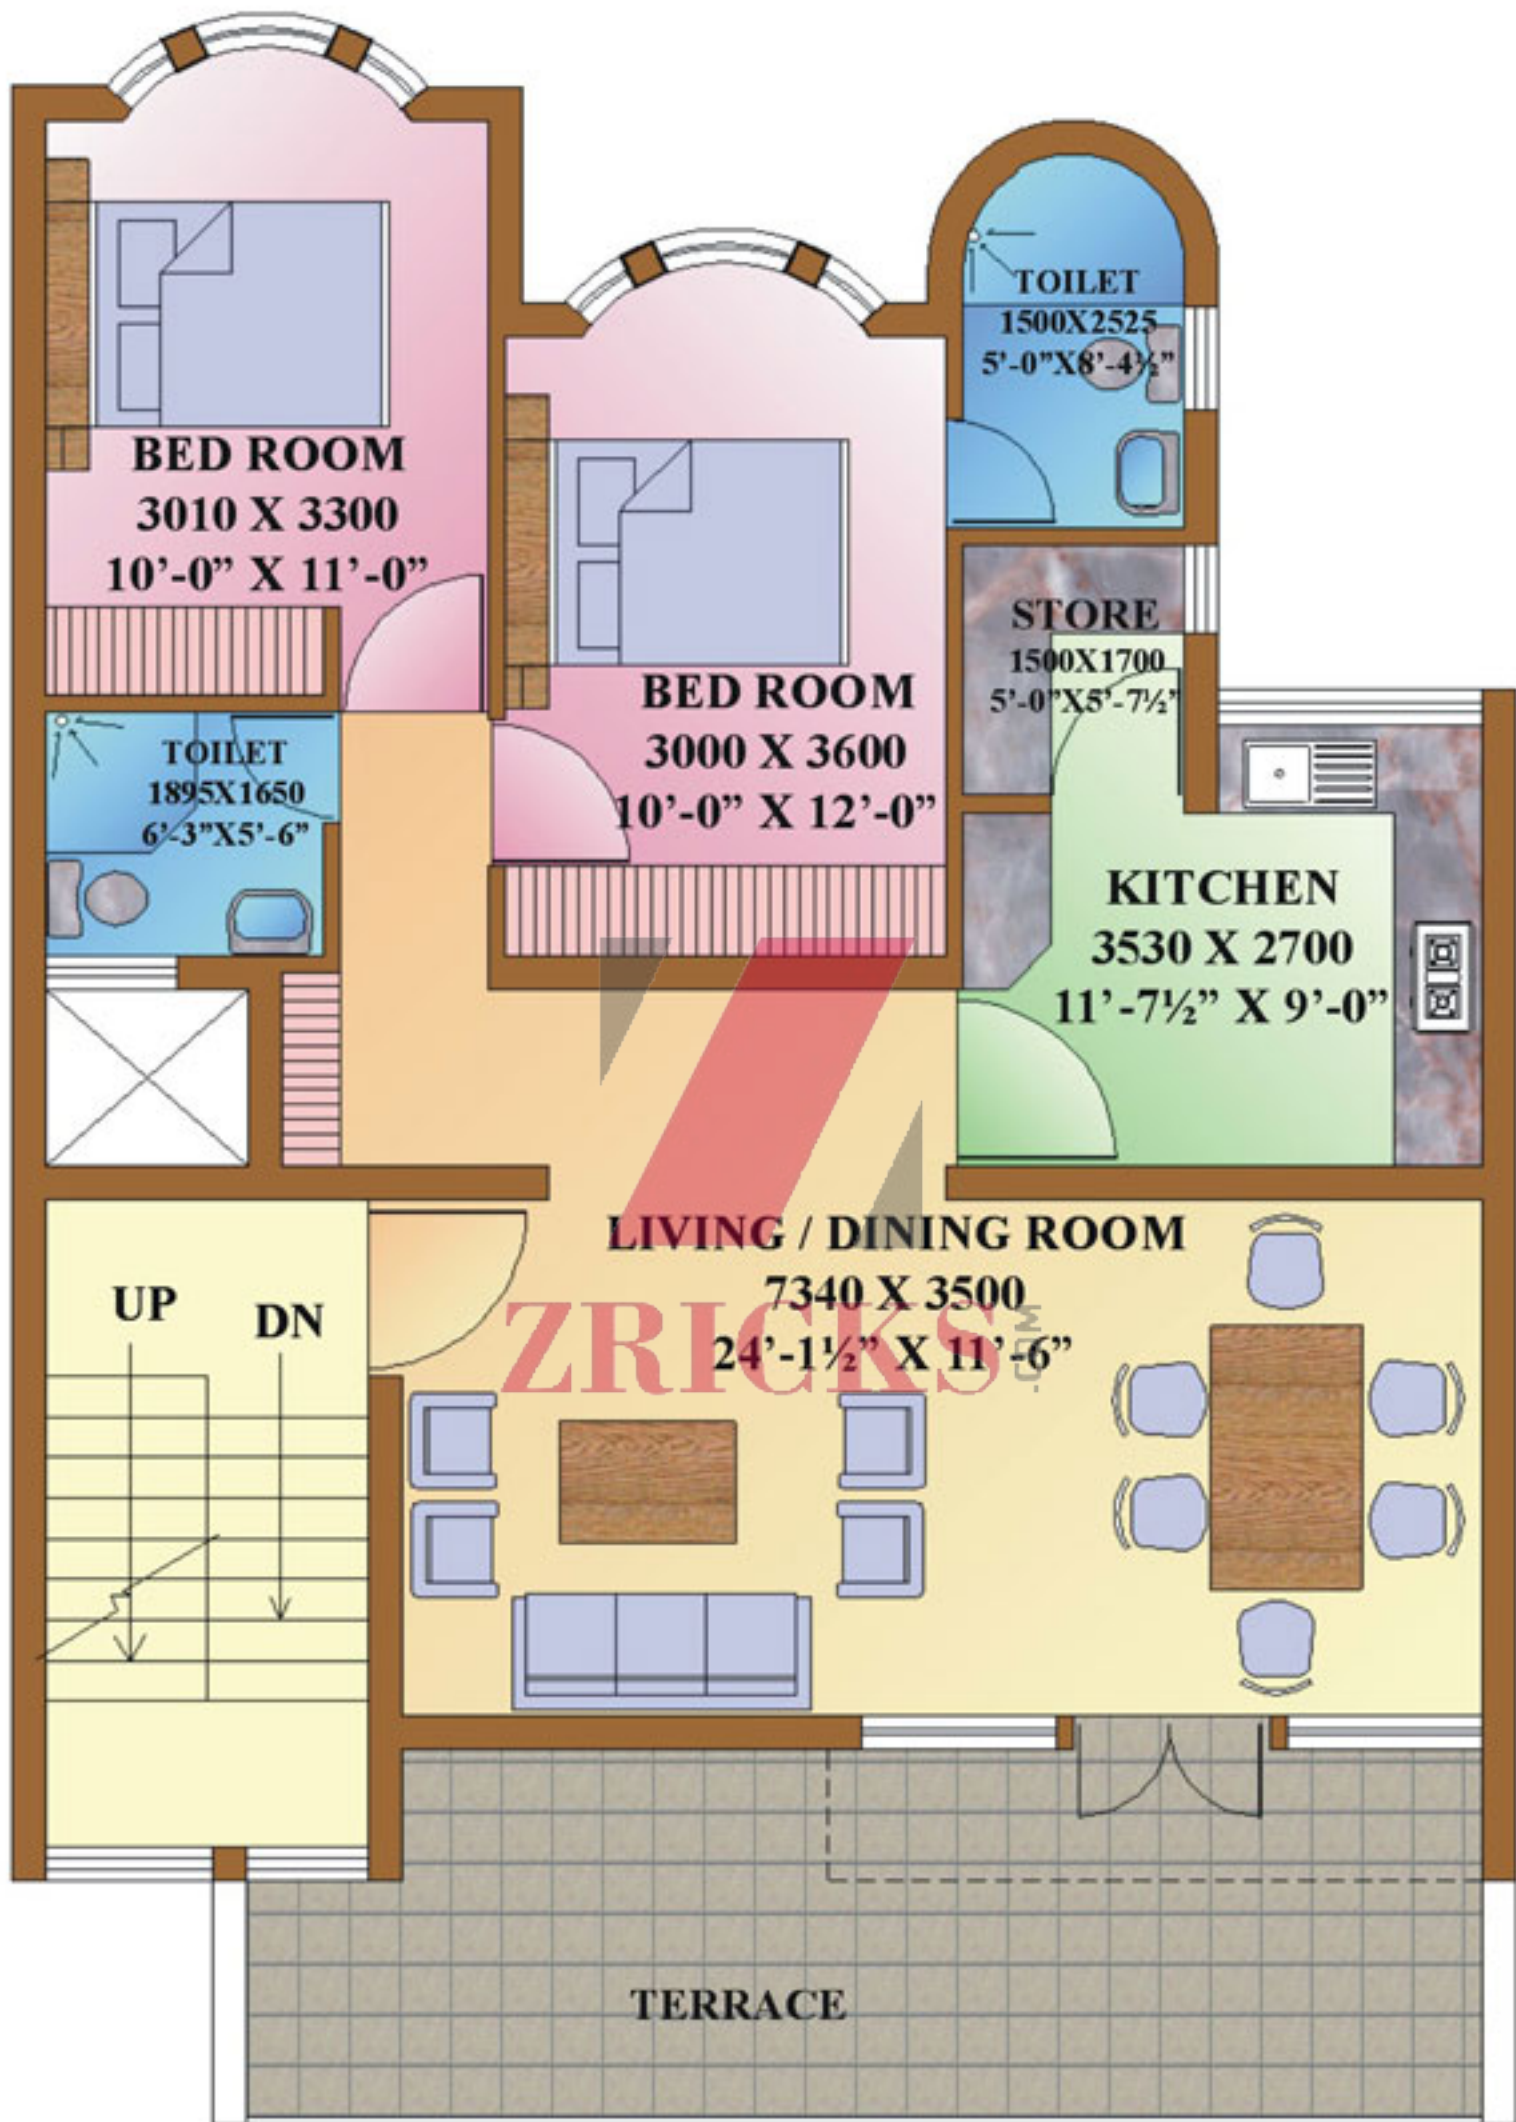 TOILET
1500X2525
5'-0"X8'-4½"
BED ROOM
3010 X 3300
10'-0" X 11'-0"
STORE
1500X1700
5'-0"X5'-7½"
BED ROOM
3000 X 3600
10'-0" X 12'-0"
TOILET
1895X1650
6'-3"X5'-6"
KITCHEN
3530 X 2700
11'-7½" X 9'-0"
LIVING / DINING ROOM
7340 X 3500
24'-1½" X 11'-6"
UP
DN
ZRICKS
.COM
TERRACE